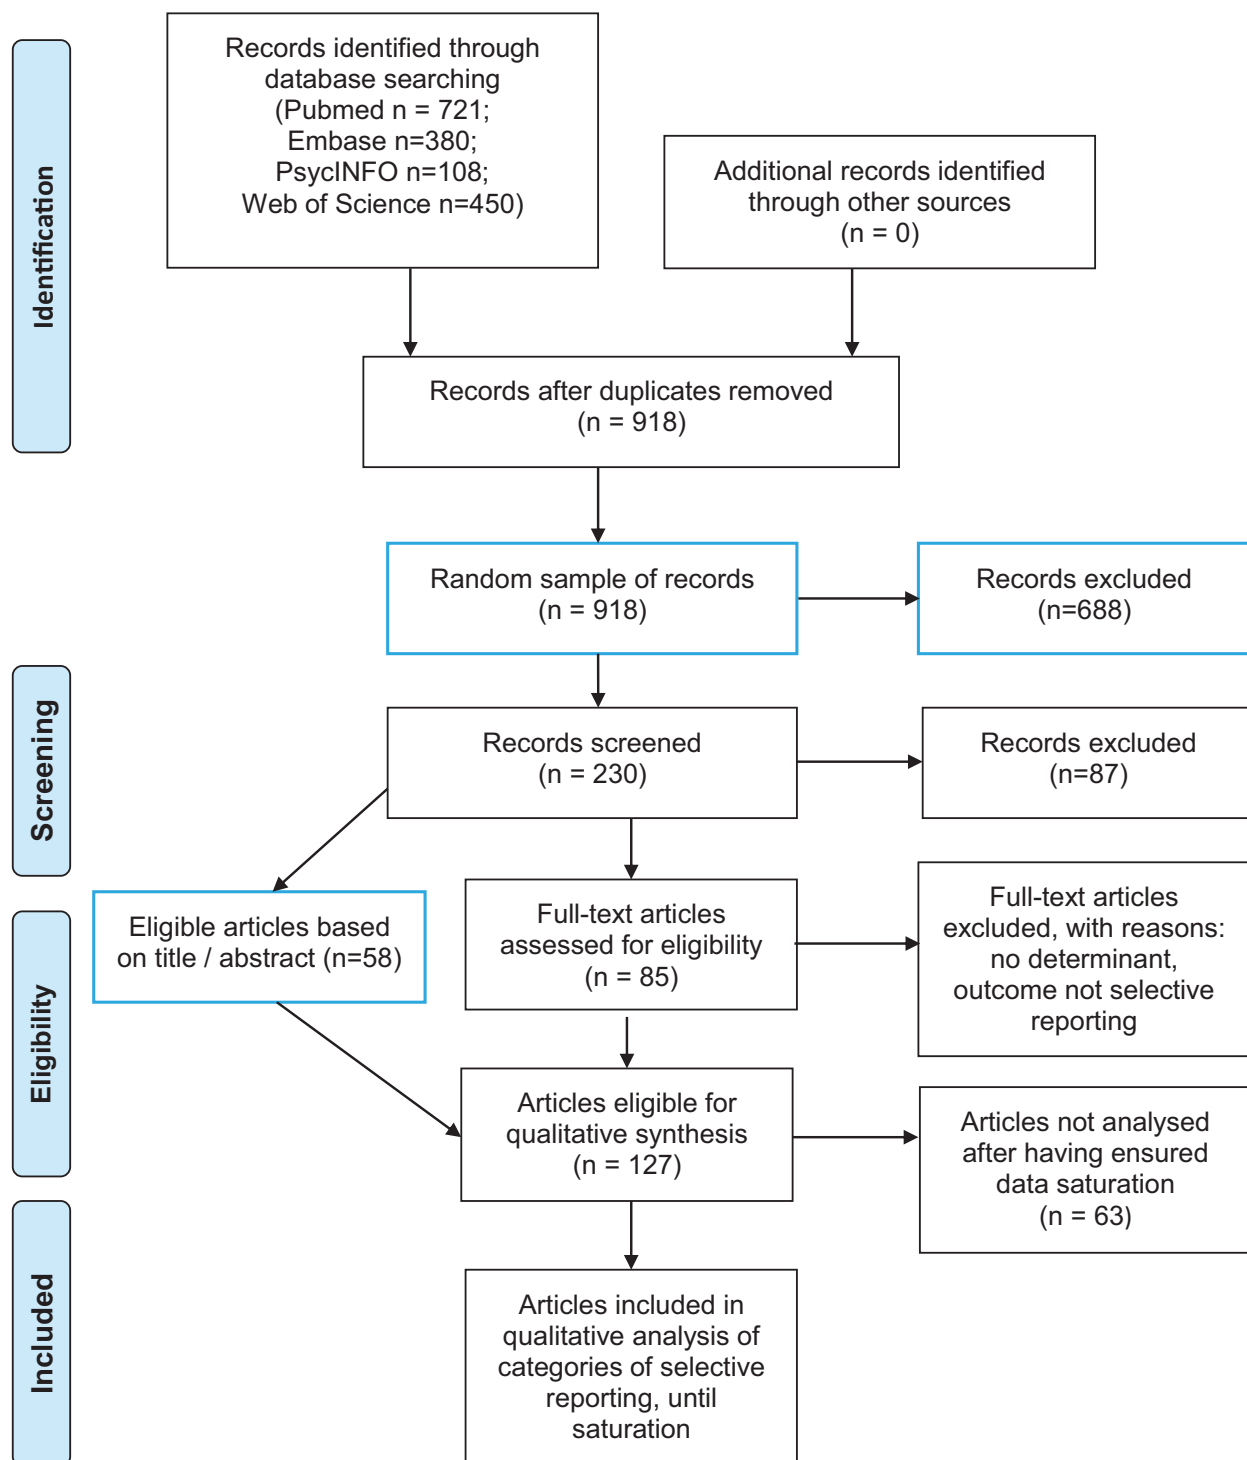 Identification
Records identified through
database searching
(Pubmed n = 721;
Embase n=380;
PsycINFO n=108;
Web of Science n=450)
Additional records identified
through other sources
(n = 0)
Records after duplicates removed
(n = 918)
Random sample of records
(n = 918)
Records excluded
(n=688)
Screening
Records screened
(n = 230)
Records excluded
(n=87)
Eligibility
Eligible articles based
on title / abstract (n=58)
Full-text articles
assessed for eligibility
(n = 85)
Full-text articles
excluded, with reasons:
no determinant,
outcome not selective
reporting
Articles eligible for
qualitative synthesis
(n = 127)
Articles not analysed
after having ensured
data saturation
(n = 63)
Included
Articles included in
qualitative analysis of
categories of selective
reporting, until
saturation